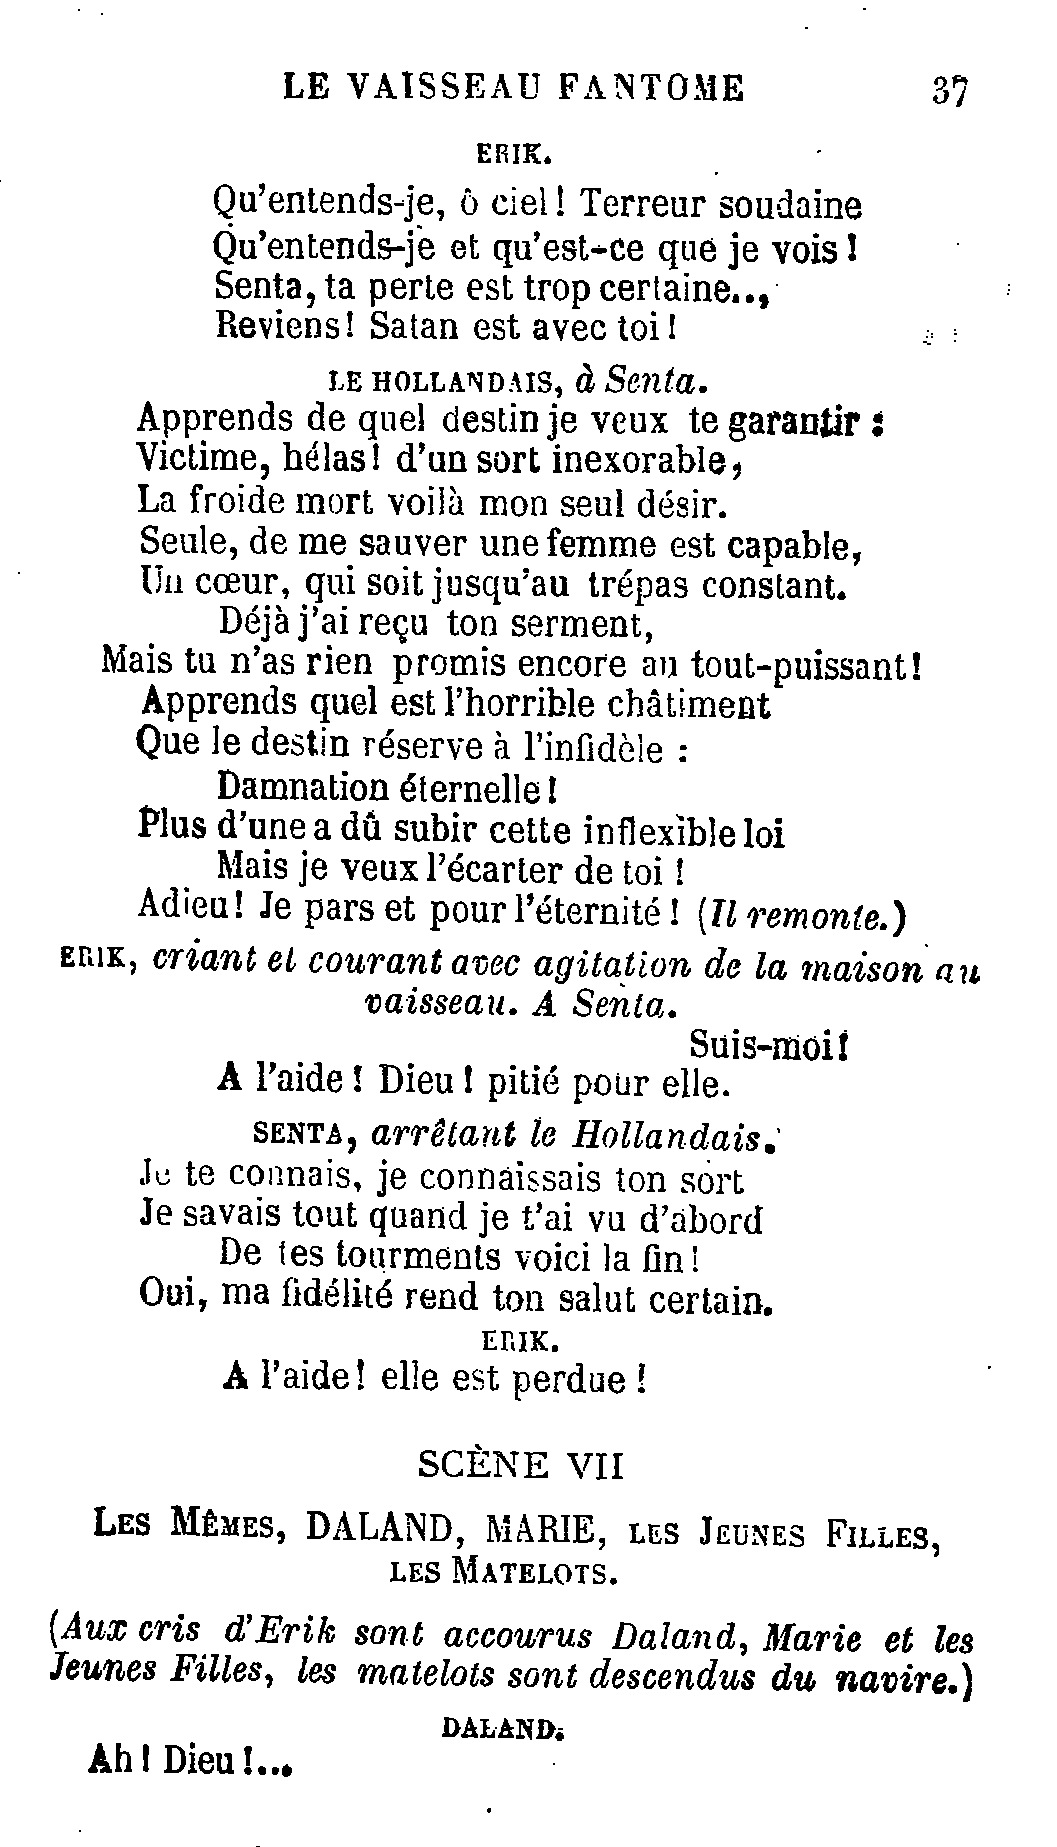 LE VAISSEAU FANTOME 37
ERIK.
Qu'entends-je, ô ciel! Terreur soudaine
Qu'entends-je et qu'est-ce que je vois!
Senta, ta perte est trop certaine...
Reviens! Satan est avec toi!
LE HOLLANDAIS, à Senta.
Apprends de quel destin je veux te garantir :
Victime, hélas! d'un sort inexorable,
La froide mort voilà mon seul désir.
Seule, de me sauver une femme est capable,
Un cœur, qui soit jusqu'au trépas constant.
Déjà j'ai reçu ton serment,
Mais tu n'as rien promis encore au tout-puissant!
Apprends quel est l'horrible châtiment
Que le destin réserve à l'infidèle :
Damnation éternelle!
Plus d'une a dû subir cette inflexible loi
Mais je veux l'écarter de toi !
Adieu! Je pars et pour l'éternité! (Il remonte.)
ERIK, criant et courant avec agitation de la maison au
vaisseau. A Senta.
Suis-moi!
A l'aide! Dieu! pitié pour elle.
SENTA, arrêtant le Hollandais.
Je te connais, je connaissais ton sort
Je savais tout quand je t'ai vu d'abord
De tes tourments voici la fin!
Oui, ma fidélité rend ton salut certain.
ERIK.
A l'aide! elle est perdue !
SCÈNE VII
LES MÊMES, DALAND, MARIE, LES JEUNES FILLES,
LES MATELOTS.
(Aux cris d'Erik sont accourus Daland, Marie et les
Jeunes Filles, les matelots sont descendus du navire.)
DALAND.
Ah! Dieu!...